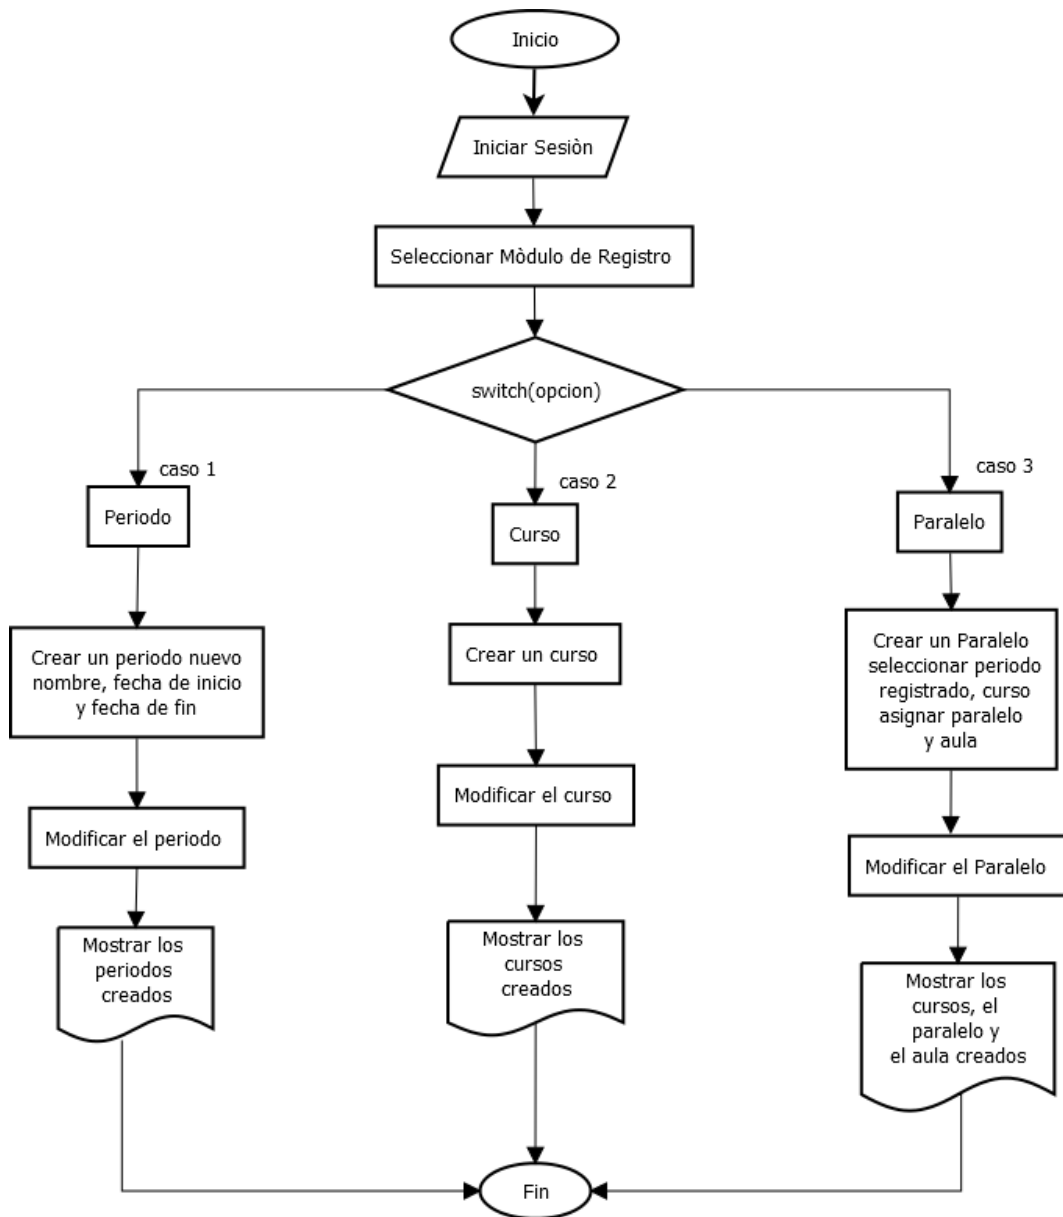 Inicio
Iniciar Sesiòn
Seleccionar Mòdulo de Registro
switch(opcion)
caso 1
Periodo
Crear un periodo nuevo
nombre, fecha de inicio
y fecha de fin
Modificar el periodo
Mostrar los
periodos
creados
caso 2
Curso
Crear un curso
Modificar el curso
Mostrar los
cursos
creados
caso 3
Paralelo
Crear un Paralelo
seleccionar periodo
registrado, curso
asignar paralelo
y aula
Modificar el Paralelo
Mostrar los
cursos, el
paralelo y
el aula creados
Fin